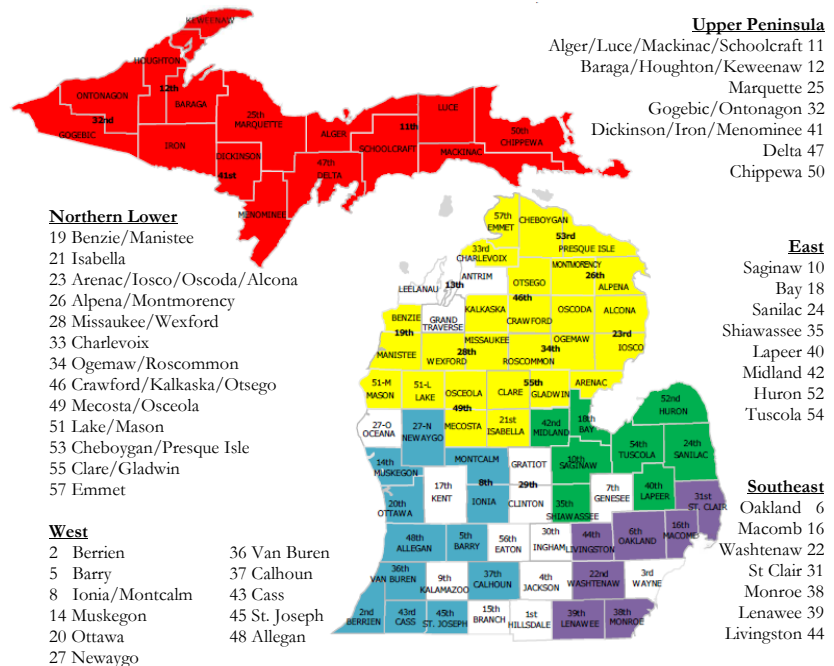 Upper Peninsula
Alger/Luce/Mackinac/Schoolcraft 11
Baraga/Houghton/Keweenaw 12
Marquette 25
Gogebic/Ontonagon 32
Dickinson/Iron/Menominee 41
Delta 47
Chippewa 50
KEWEENAW
HOUGHTON
12th
ONTONAGON
BARAGA
32nd
GOGEBIC
IRON
25th
MARQUETTE
DICKINSON
41st
MENOMINEE
ALGER
47th
DELTA
11th
SCHOOLCRAFT
LUCE
MACKINAC
50th
CHIPPEWA
Northern Lower
19 Benzie/Manistee
21 Isabella
23 Arenac/Iosco/Oscoda/Alcona
26 Alpena/Montmorency
28 Missaukee/Wexford
33 Charlevoix
34 Ogemaw/Roscommon
46 Crawford/Kalkaska/Otsego
49 Mecosta/Osceola
51 Lake/Mason
53 Cheboygan/Presque Isle
55 Clare/Gladwin
57 Emmet
West
2 Berrien
5 Barry
8 Ionia/Montcalm
14 Muskegon
20 Ottawa
27 Newaygo
36 Van Buren
37 Calhoun
43 Cass
45 St. Joseph
48 Allegan
57th
EMMET
CHEBOYGAN
53rd
PRESQUE ISLE
33rd
CHARLEVOIX
ANTRIM
13th
LEELANAU
OTSEGO
MONTMORENCY
26th
ALPENA
46th
BENZIE
GRAND
TRAVERSE
KALKASKA
CRAWFORD
OSCODA
ALCONA
19th
MANISTEE
28th
WEXFORD
MISSAUKEE
34th
ROSCOMMON
OGEMAW
23rd
IOSCO
51-M
MASON
51-L
LAKE
OSCEOLA
49th
CLARE
55th
GLADWIN
ARENAC
27-O
OCEANA
27-N
NEWAYGO
MECOSTA
21st
ISABELLA
42nd
MIDLAND
18th
BAY
52nd
HURON
14th
MUSKEGON
MONTCALM
GRATIOT
10th
SAGINAW
54th
TUSCOLA
24th
SANILAC
17th
KENT
8th
IONIA
29th
CLINTON
35th
SHIAWASSEE
7th
GENESEE
40th
LAPEER
31st
ST. CLAIR
20th
OTTAWA
48th
ALLEGAN
5th
BARRY
56th
EATON
30th
INGHAM
44th
LIVINGSTON
6th
OAKLAND
16th
MACOMB
36th
VAN BUREN
9th
KALAMAZOO
37th
CALHOUN
4th
JACKSON
22nd
WASHTENAW
3rd
WAYNE
2nd
BERRIEN
43rd
CASS
45th
ST. JOSEPH
15th
BRANCH
1st
HILLSDALE
39th
LENAWEE
38th
MONROE
East
Saginaw 10
Bay 18
Sanilac 24
Shiawassee 35
Lapeer 40
Midland 42
Huron 52
Tuscola 54
Southeast
Oakland 6
Macomb 16
Washtenaw 22
St Clair 31
Monroe 38
Lenawee 39
Livingston 44